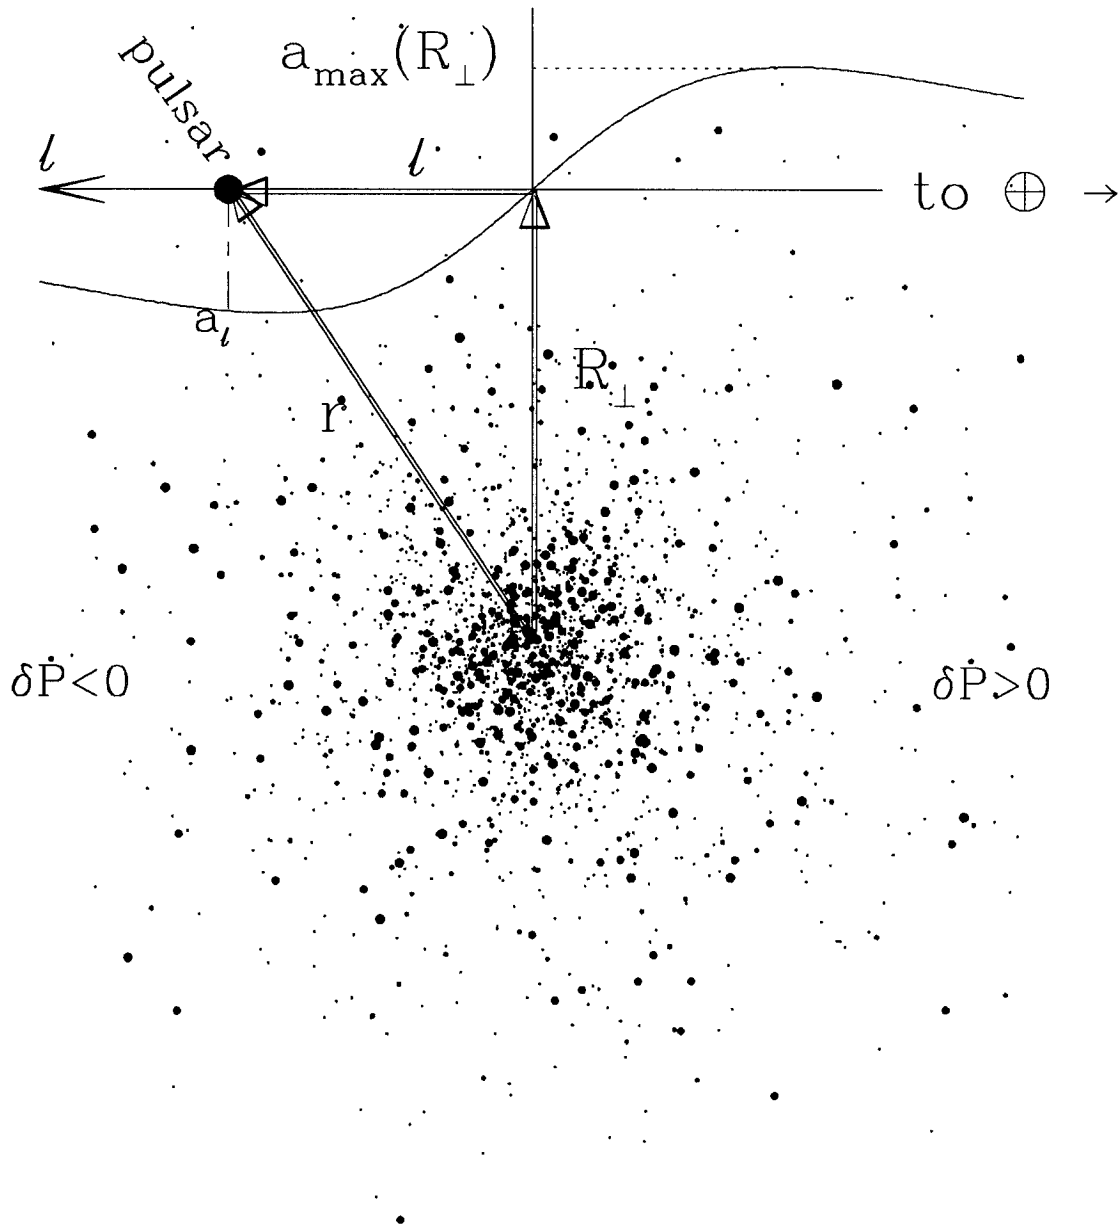 pulsar
a_max(R_⊥)
l
l
to ⊕ →
a_l
R_⊥
r
δP<0
δP>0